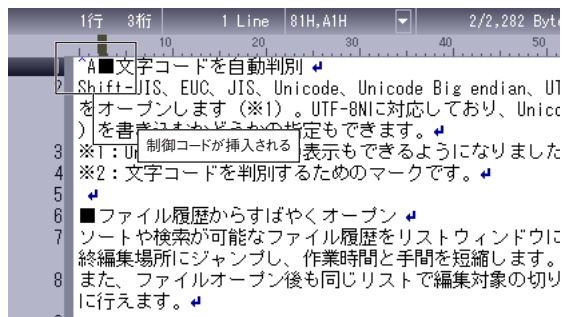 1行 3桁 1 Line 81H,A1H 2/2,282 Byt
10 20 30 40 50
1 ^A■文字コードを自動判別
2 Shift-JIS、EUC、JIS、Unicode、Unicode Big endian、UT
をオープンします（※1）。UTF-8Nに対応しており、Unico
）を書き込むかどうかの指定もできます。
制御コードが挿入される
3 ※1：Un 表示もできるようになりました
4 ※2：文字コードを判別するためのマークです。
5
6 ■ファイル履歴からすばやくオープン
7 ソートや検索が可能なファイル履歴をリストウィンドウに
終編集場所にジャンプし、作業時間と手間を短縮します。
8 また、ファイルオープン後も同じリストで編集対象の切り
に行えます。